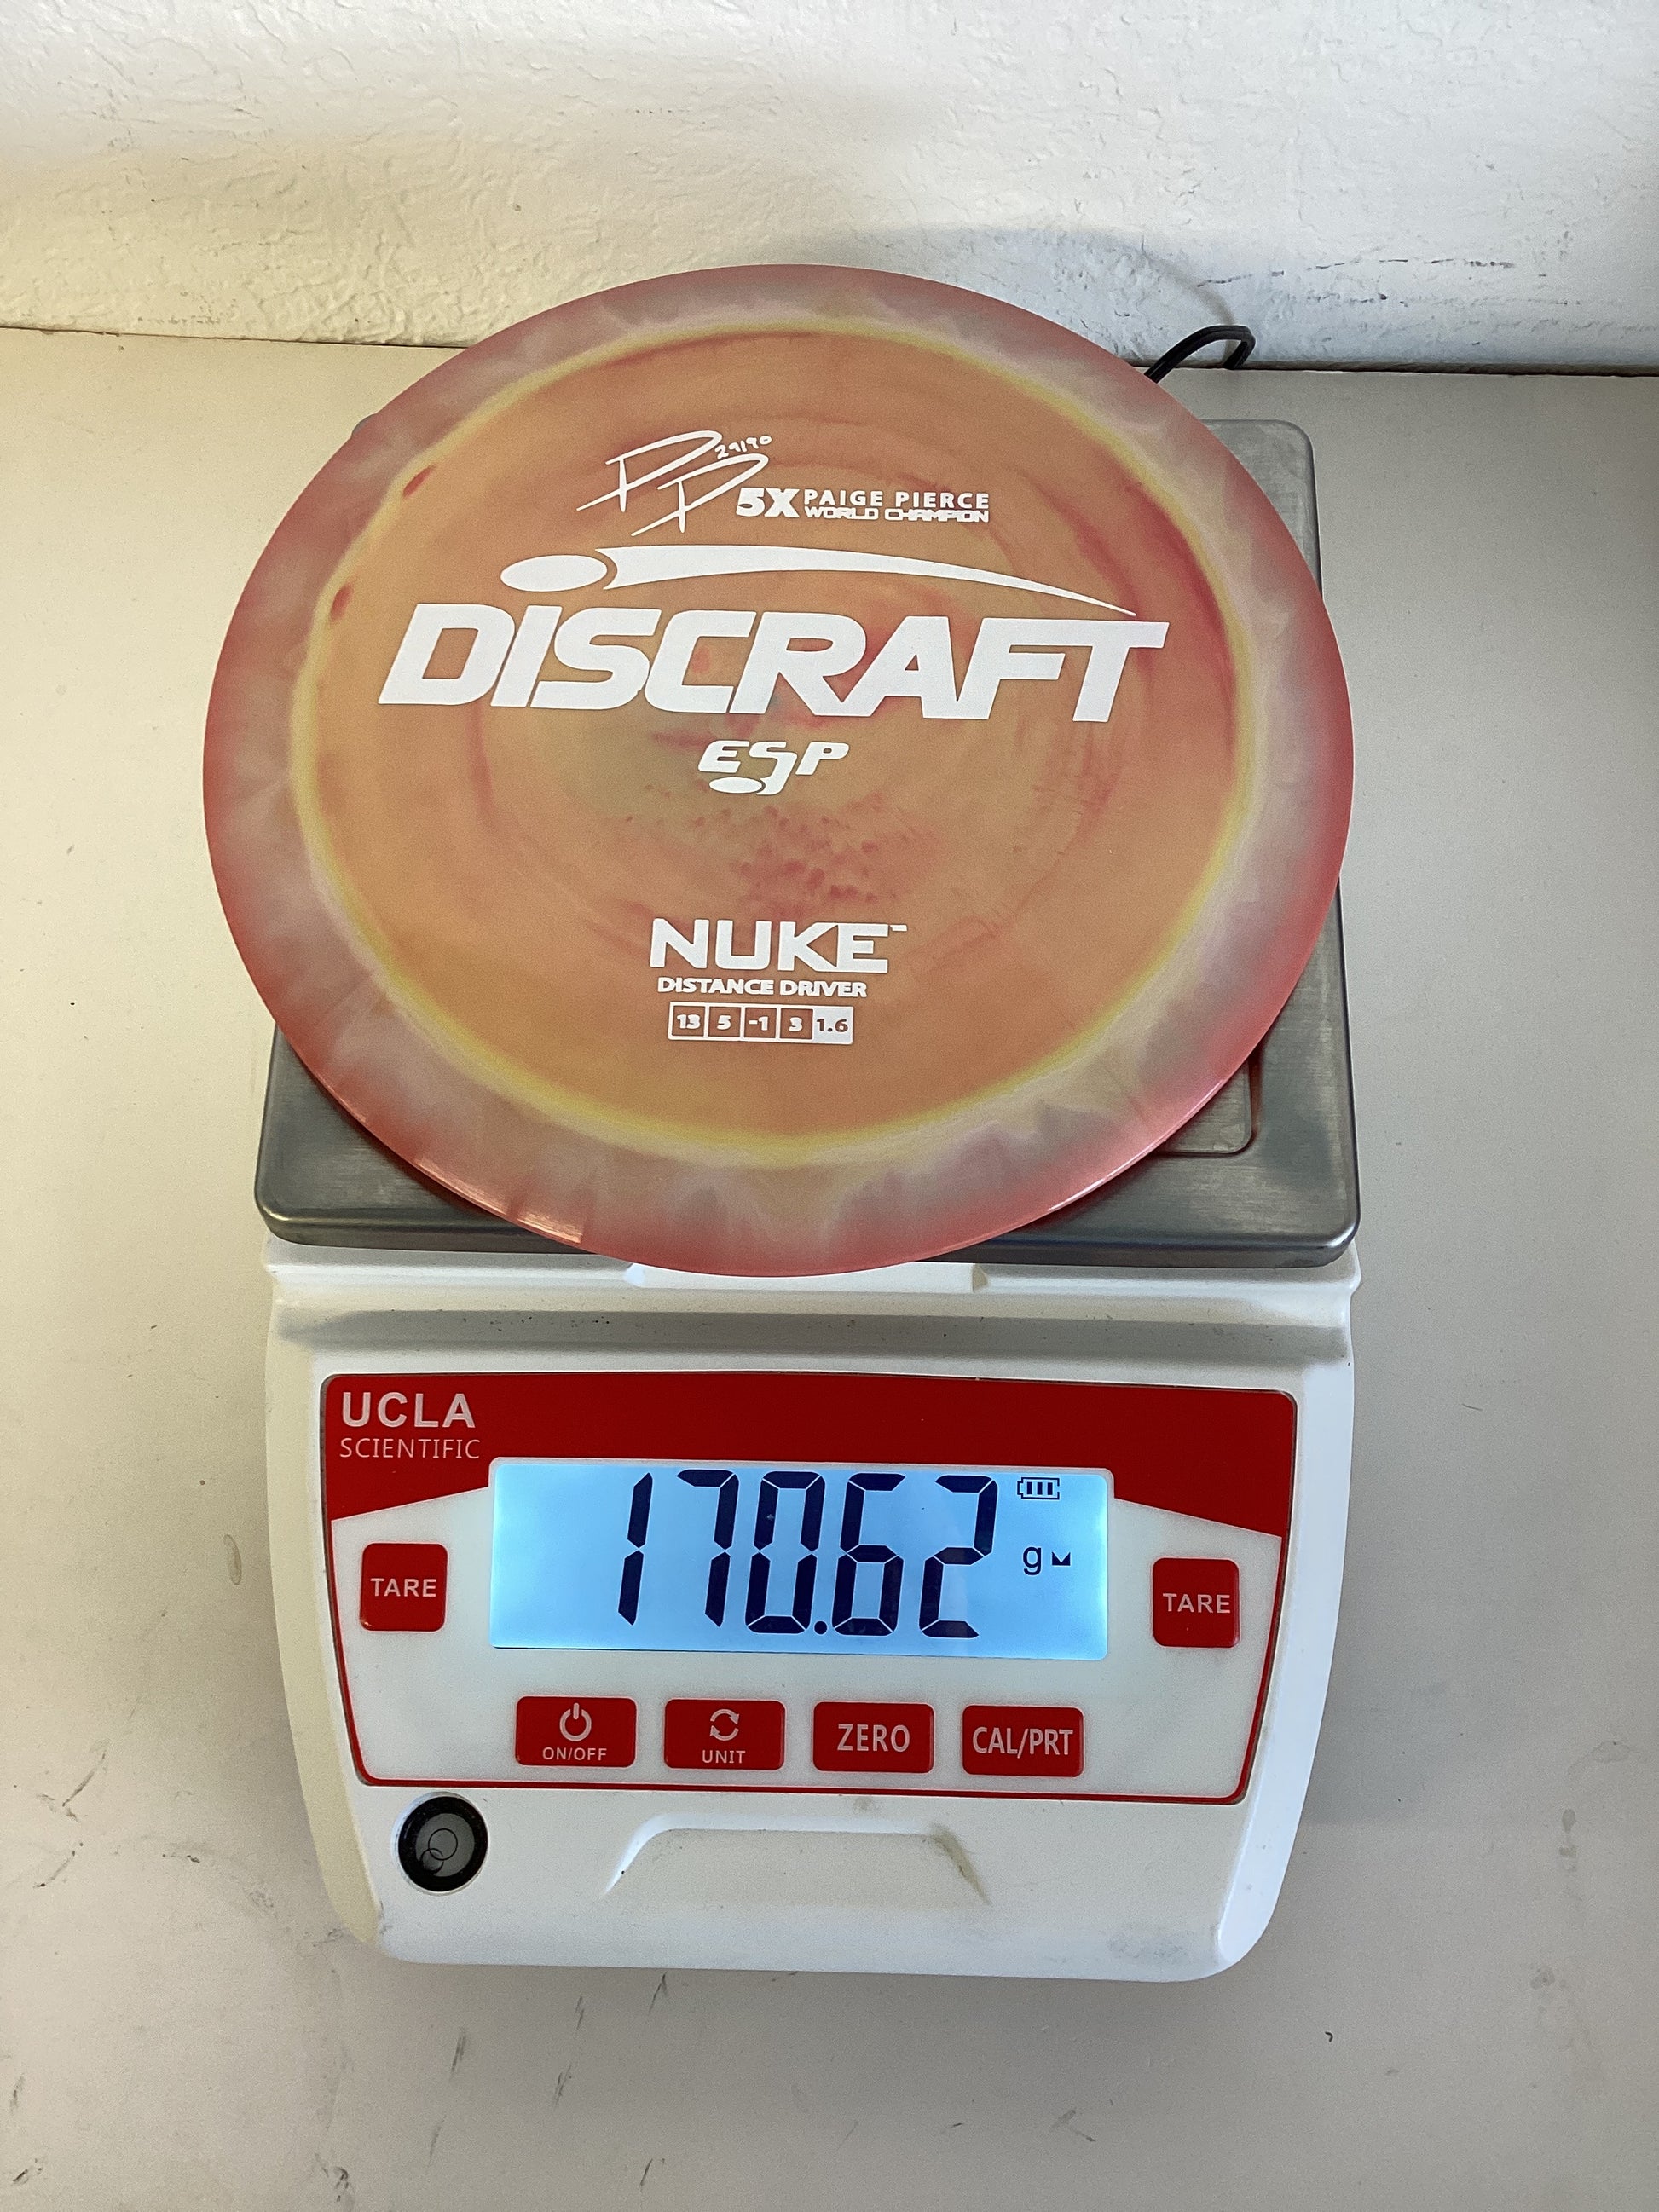 29190
5X PAIGE PIERCE
WORLD CHAMPION
DISCRAFT
ESP
NUKE™
DISTANCE DRIVER
13 5 -1 3 1.6
UCLA
SCIENTIFIC
170.62 g
TARE
TARE
ON/OFF
UNIT
ZERO
CAL/PRT